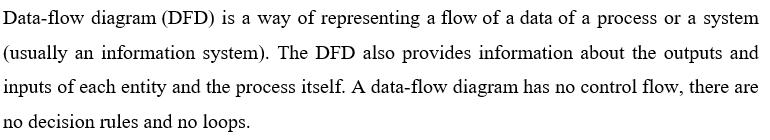 Data-flow diagram (DFD) is a way of representing a flow of a data of a process or a system
(usually an information system). The DFD also provides information about the outputs and
inputs of each entity and the process itself. A data-flow diagram has no control flow, there are
no decision rules and no loops.